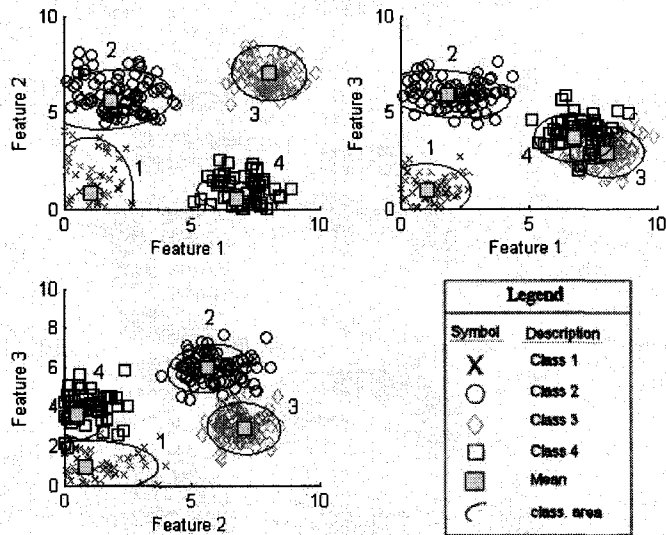 10
2
Feature 2
5
1
3
4
0
0
5
10
Feature 1
10
2
Feature 3
5
1
4
3
0
0
5
10
Feature 1
10
2
8
Feature 3
6
4
4
3
2
1
0
0
5
10
Feature 2
Legend
Symbol Description
Class 1
Class 2
Class 3
Class 4
Mean
class. area